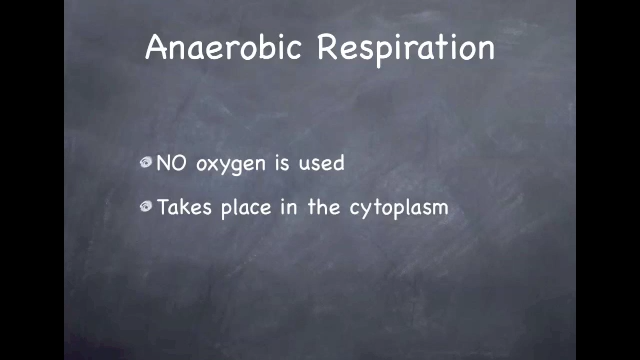 Anaerobic Respiration
NO oxygen is used
Takes place in the cytoplasm